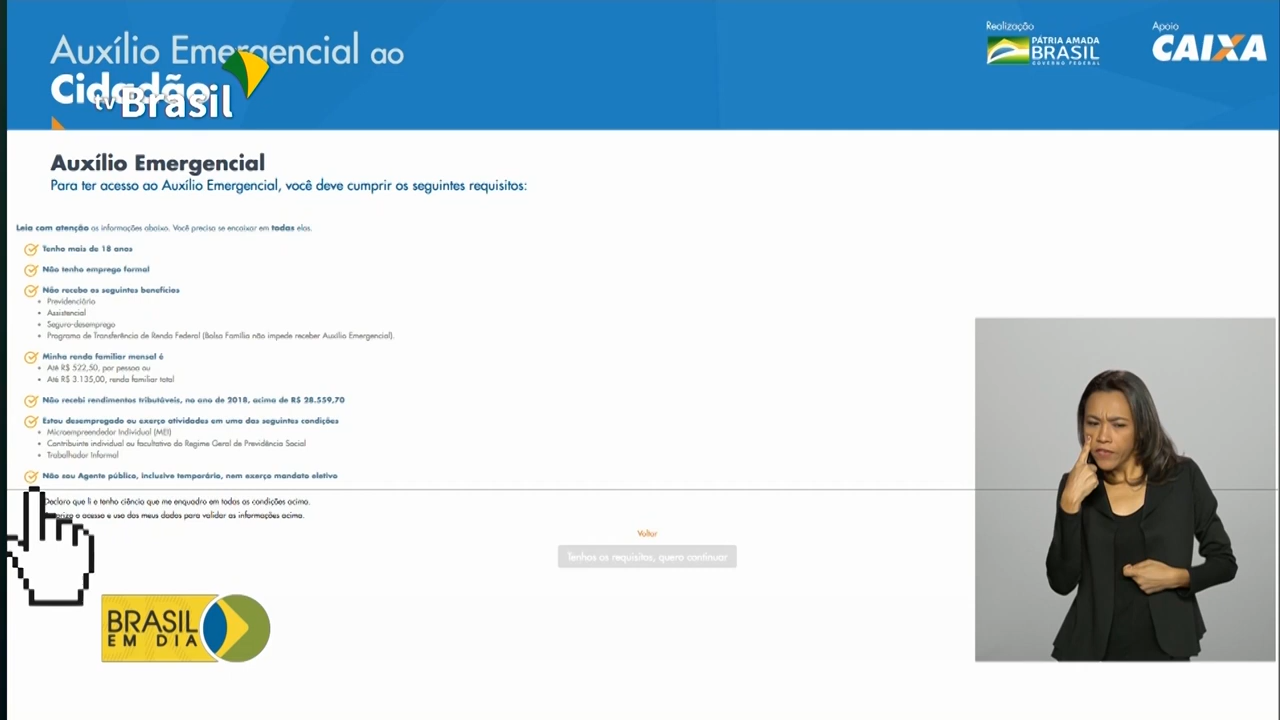 Auxílio Emergencial ao
Cidadão
tvBrasil
Realização
PÁTRIA AMADA
BRASIL
GOVERNO FEDERAL
Apoio
CAIXA
Auxílio Emergencial
Para ter acesso ao Auxílio Emergencial, você deve cumprir os seguintes requisitos:
Leia com atenção as informações abaixo. Você precisa se encaixar em todas elas.
Tenho mais de 18 anos
Não tenho emprego formal
Não recebo os seguintes benefícios
Previdenciário
Assistencial
Seguro-desemprego
Programa de Transferência de Renda Federal (Bolsa Família não impede receber Auxílio Emergencial).
Minha renda familiar mensal é
Até R$ 522,50, por pessoa ou
Até R$ 3.135,00, renda familiar total
Não recebi rendimentos tributáveis, no ano de 2018, acima de R$ 28.559,70
Estou desempregado ou exerço atividades em uma das seguintes condições
Microempreendedor Individual (MEI)
Contribuinte individual ou facultativo do Regime Geral de Previdência Social
Trabalhador Informal
Não sou Agente público, inclusive temporário, nem exerço mandato eletivo
Declaro que li e tenho ciência que me enquadro em todas as condições acima.
o acesso e uso dos meus dados para validar as informações acima.
Voltar
Tenhos os requisitos, quero continuar
BRASIL
EM DIA